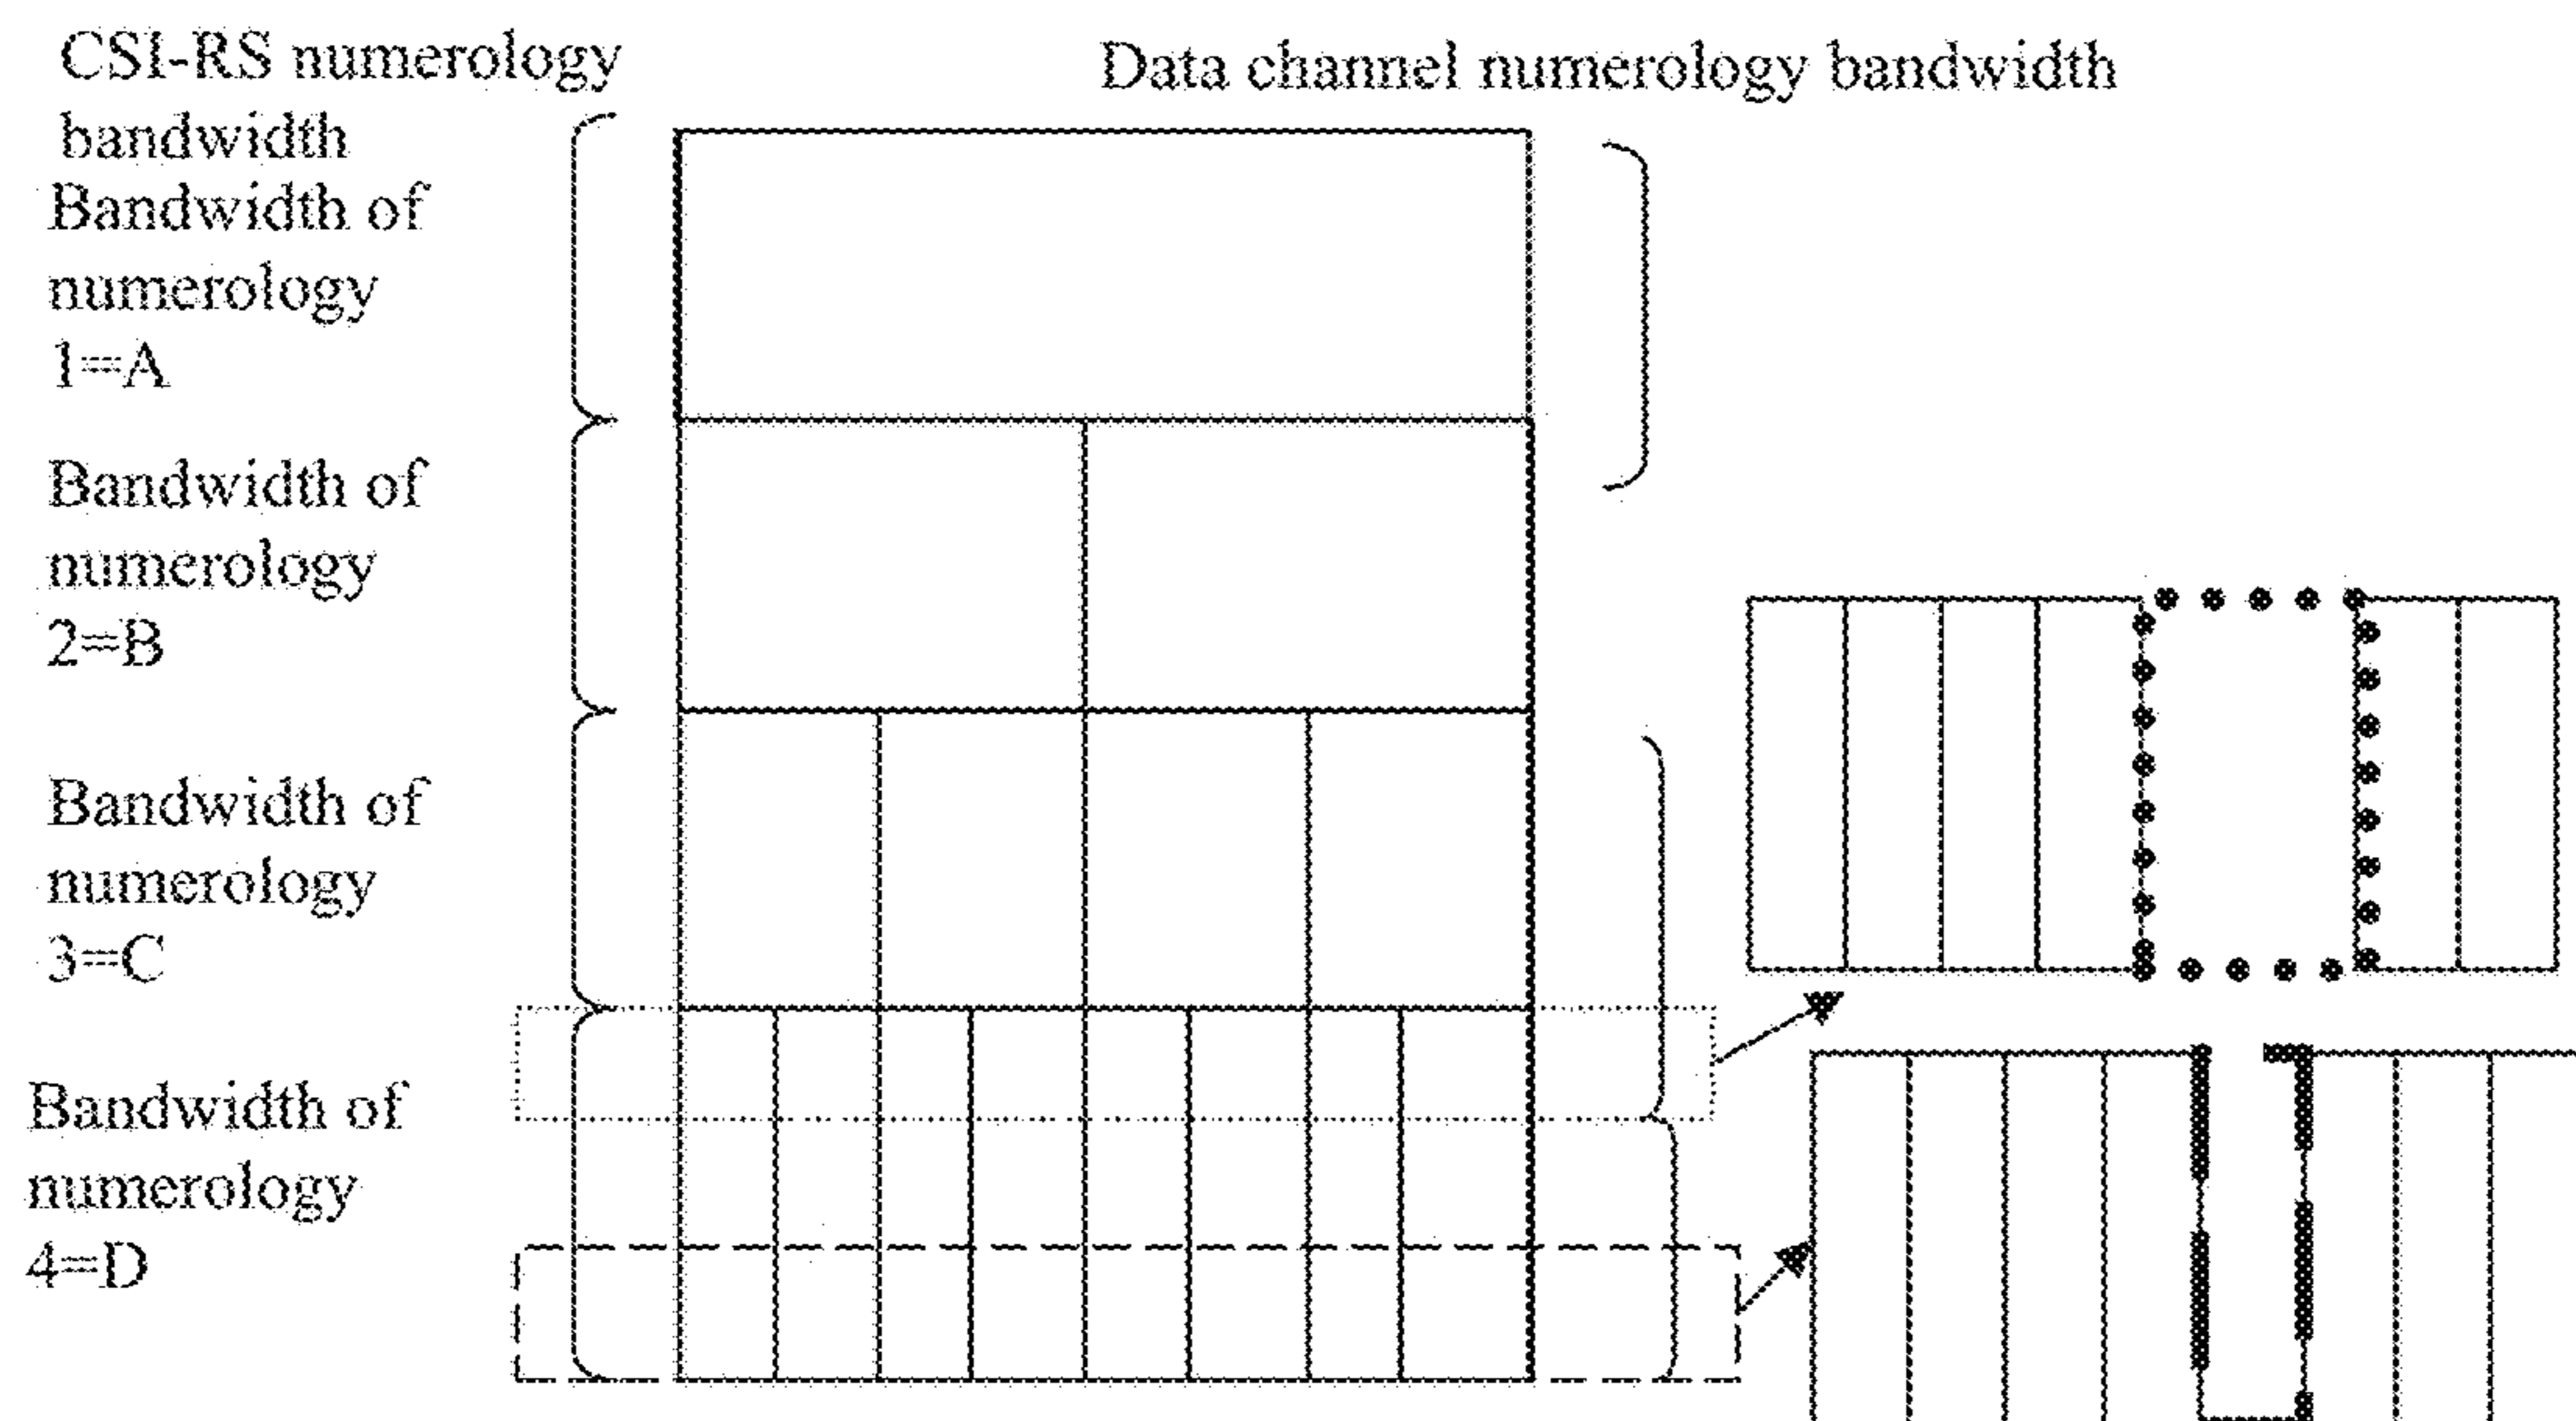 CSI-RS numerology
bandwidth
Data channel numerology bandwidth
Bandwidth of
numerology
1=A
Bandwidth of
numerology
2=B
Bandwidth of
numerology
3=C
Bandwidth of
numerology
4=D